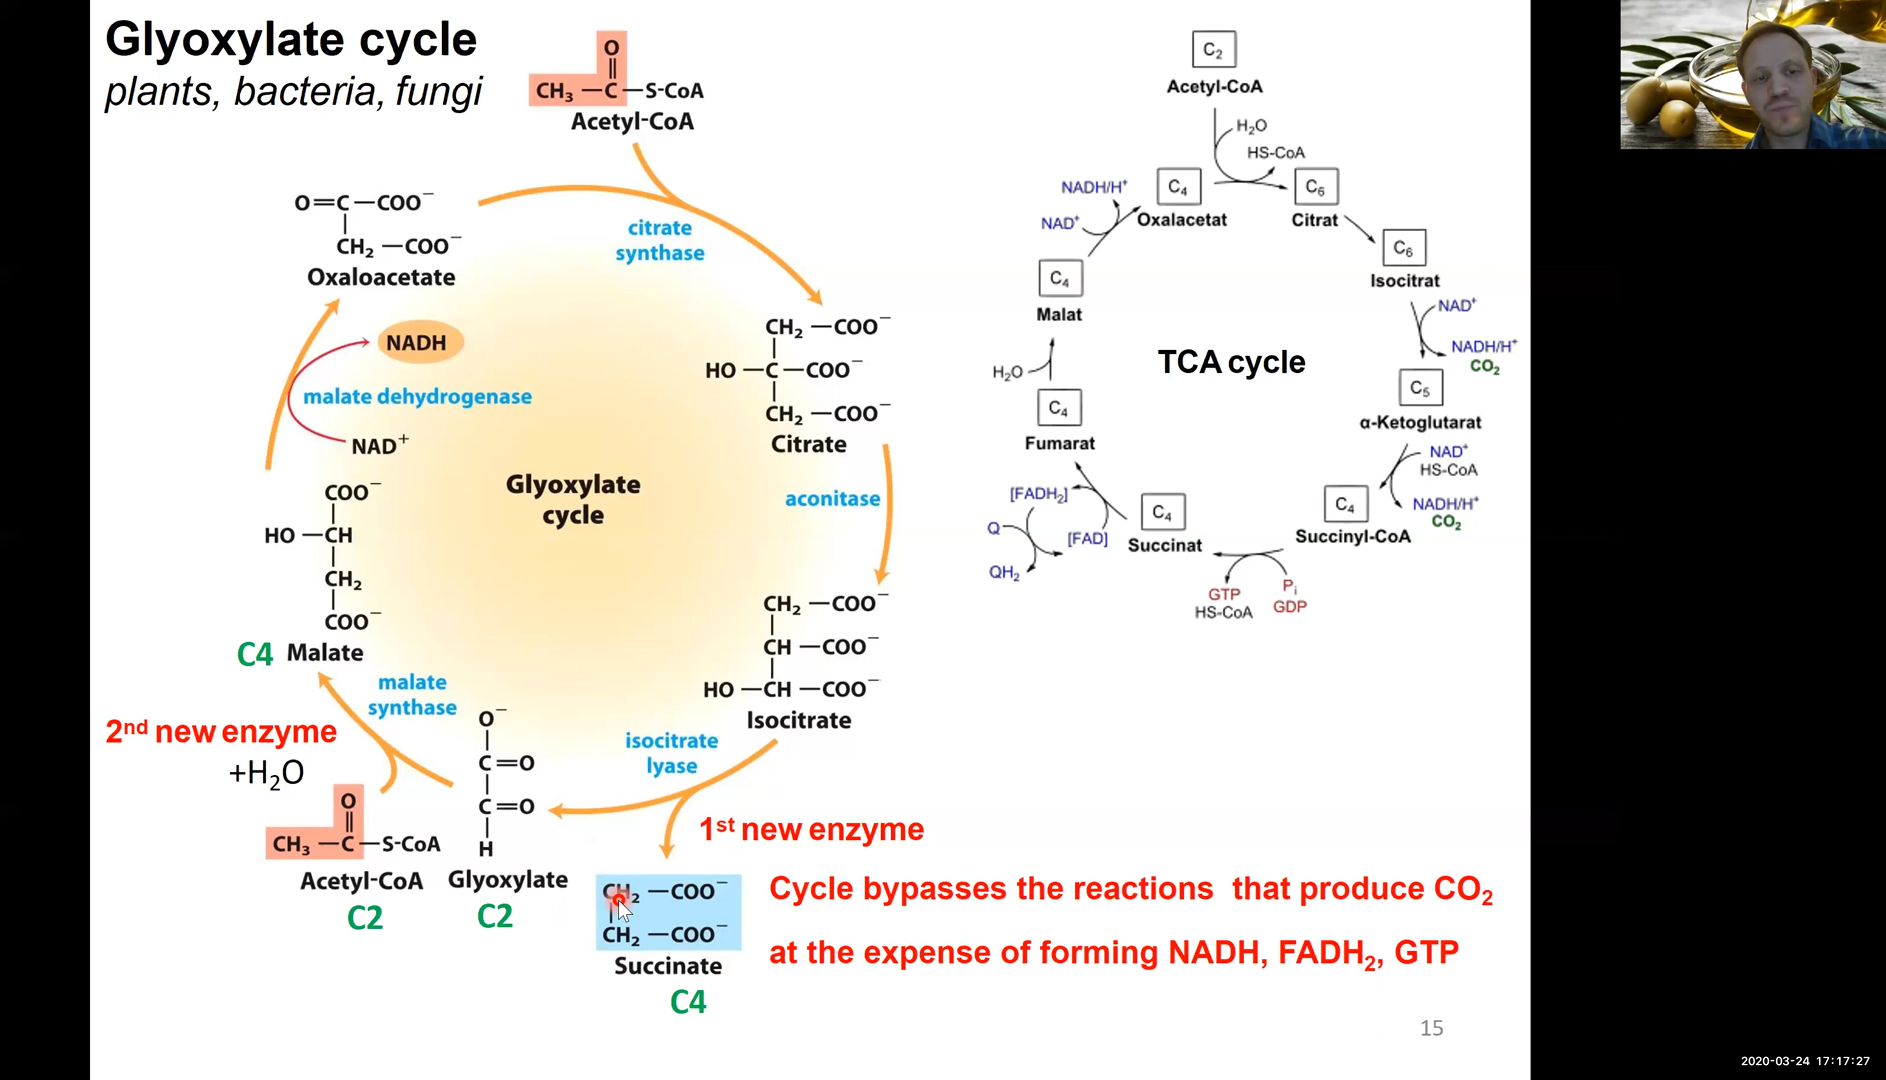 Glyoxylate cycle
plants, bacteria, fungi
O
CH₃ —C—S-CoA
Acetyl-CoA
O=C—COO⁻
CH₂ —COO⁻
Oxaloacetate
citrate
synthase
NADH
malate dehydrogenase
NAD⁺
CH₂ —COO⁻
HO —C—COO⁻
CH₂ —COO⁻
Citrate
Glyoxylate
cycle
aconitase
COO⁻
HO —CH
CH₂
COO⁻
C4 Malate
CH₂ —COO⁻
CH —COO⁻
HO —CH —COO⁻
Isocitrate
malate
synthase
2nd new enzyme
+H₂O
O
CH₃ —C—S-CoA
Acetyl-CoA
C2
O⁻
C=O
C=O
H
Glyoxylate
C2
isocitrate
lyase
1st new enzyme
CH₂ —COO⁻
CH₂ —COO⁻
Succinate
C4
Cycle bypasses the reactions that produce CO₂
at the expense of forming NADH, FADH₂, GTP
C₂
Acetyl-CoA
H₂O
HS-CoA
NADH/H⁺
NAD⁺
C₄
Oxalacetat
C₆
Citrat
C₆
Isocitrat
NAD⁺
NADH/H⁺
CO₂
C₄
Malat
TCA cycle
H₂O
C₅
α-Ketoglutarat
NAD⁺
HS-CoA
NADH/H⁺
CO₂
C₄
Fumarat
[FADH₂]
Q
[FAD]
QH₂
C₄
Succinat
C₄
Succinyl-CoA
GTP
HS-CoA
Pᵢ
GDP
15
2020-03-24 17:17:27